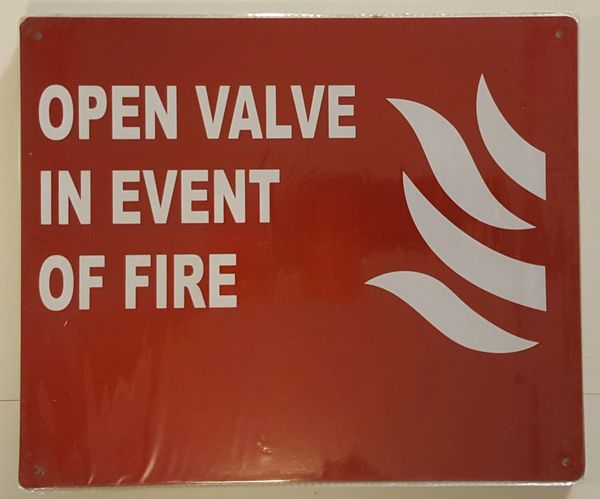 OPEN VALVE
IN EVENT
OF FIRE